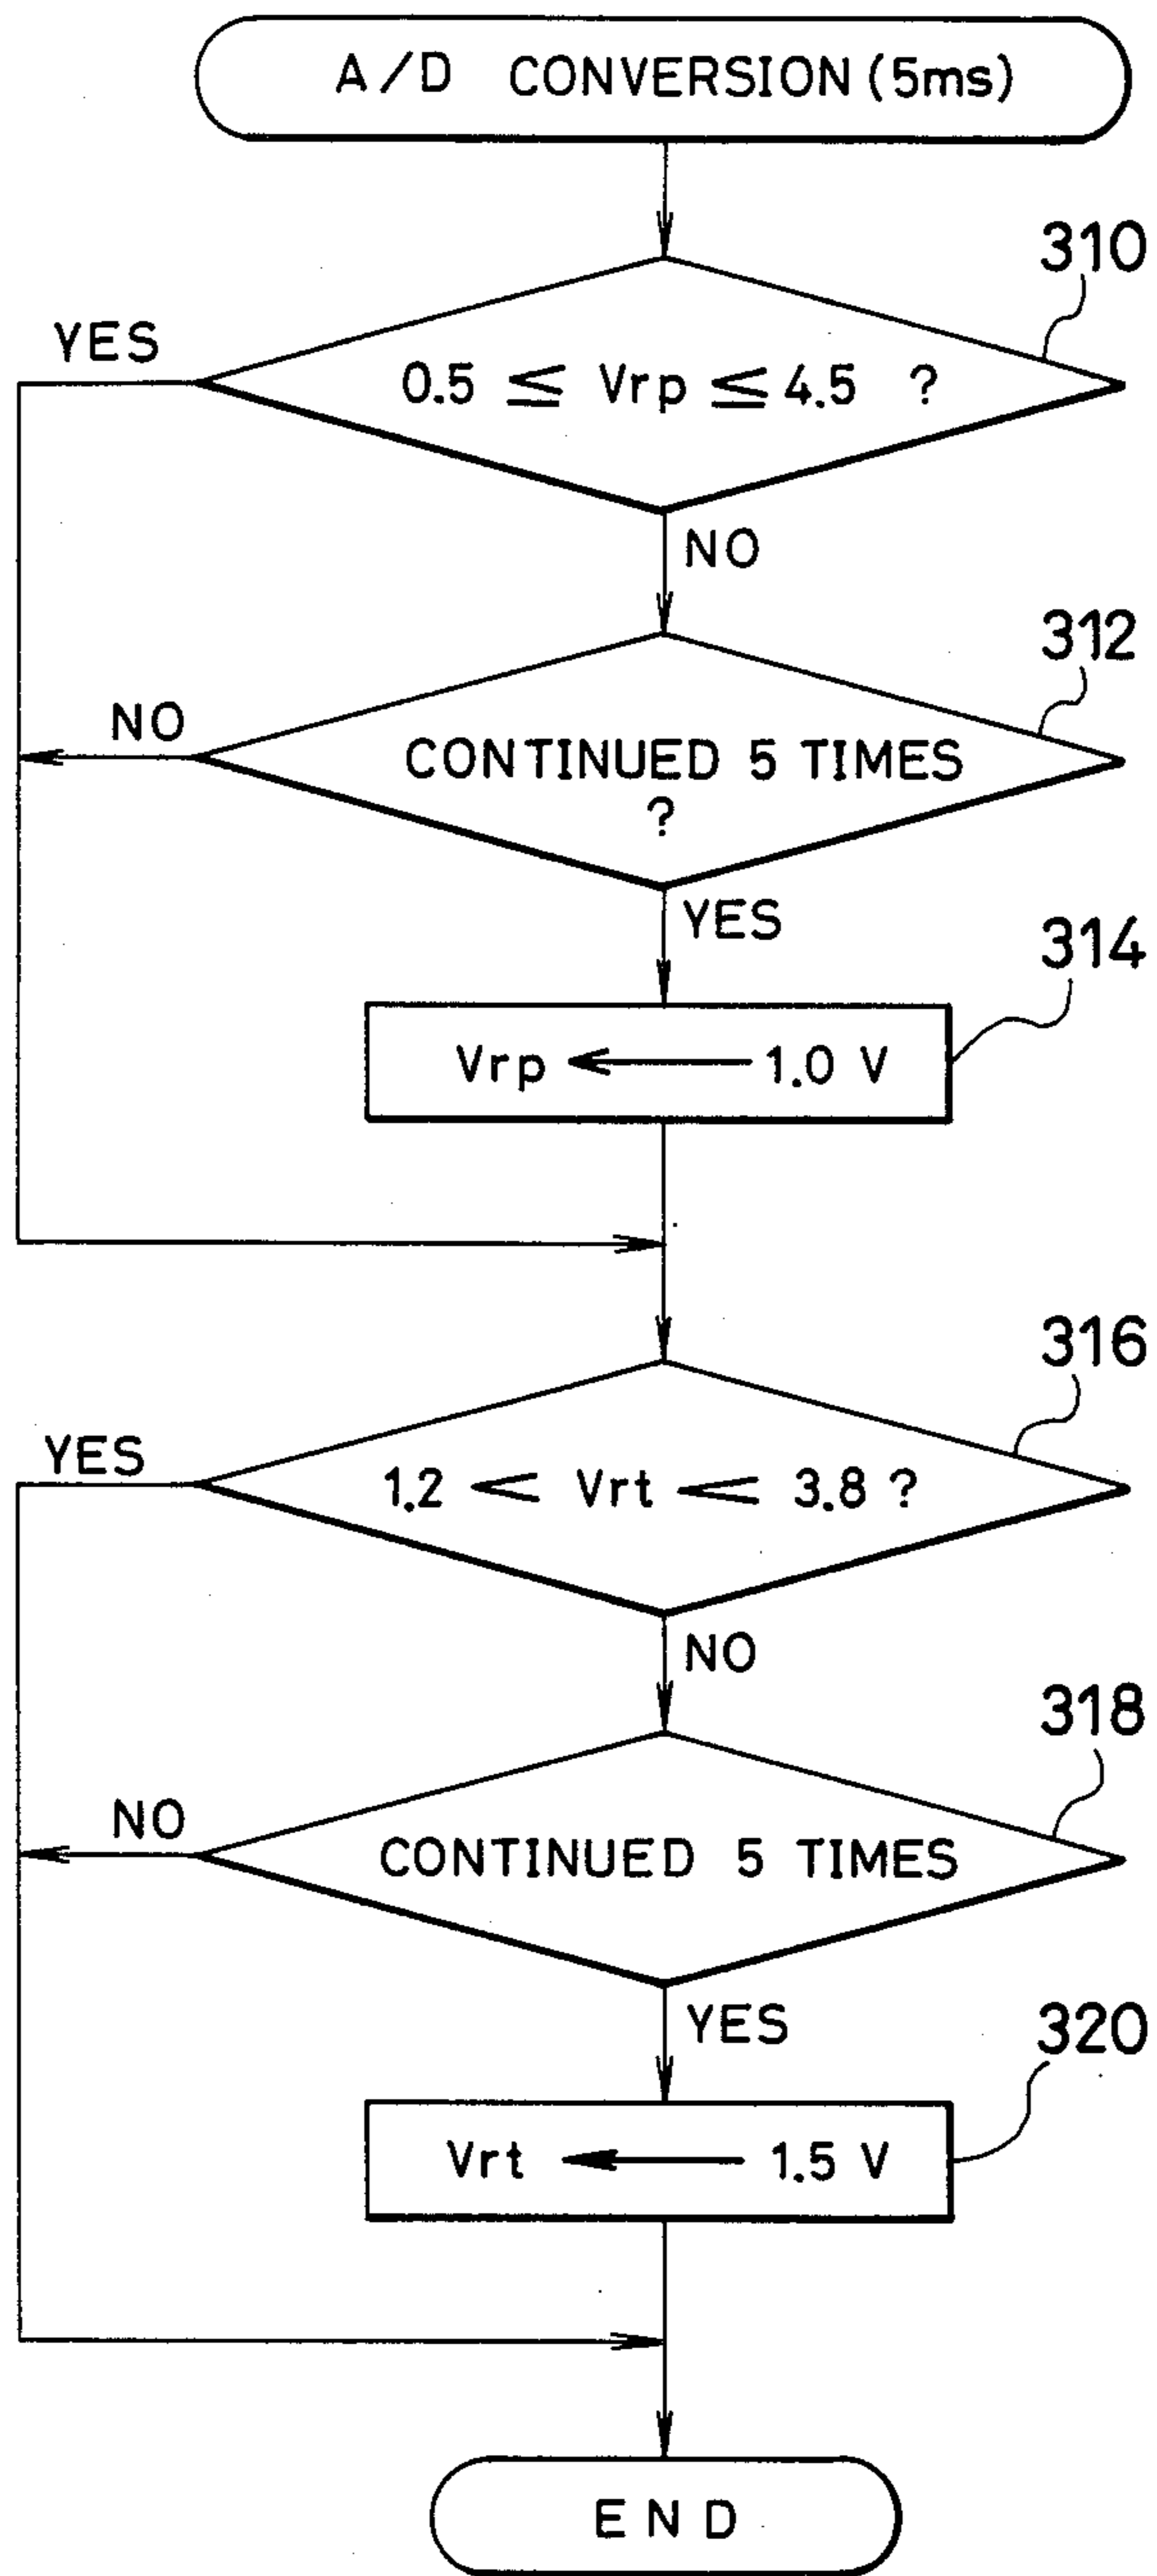 A/D CONVERSION (5ms)
310
YES
0.5 ≦ Vrp ≦ 4.5 ?
NO
312
NO
CONTINUED 5 TIMES
?
YES
314
Vrp ← 1.0 V
316
YES
1.2 < Vrt < 3.8 ?
NO
318
NO
CONTINUED 5 TIMES
YES
320
Vrt ← 1.5 V
END